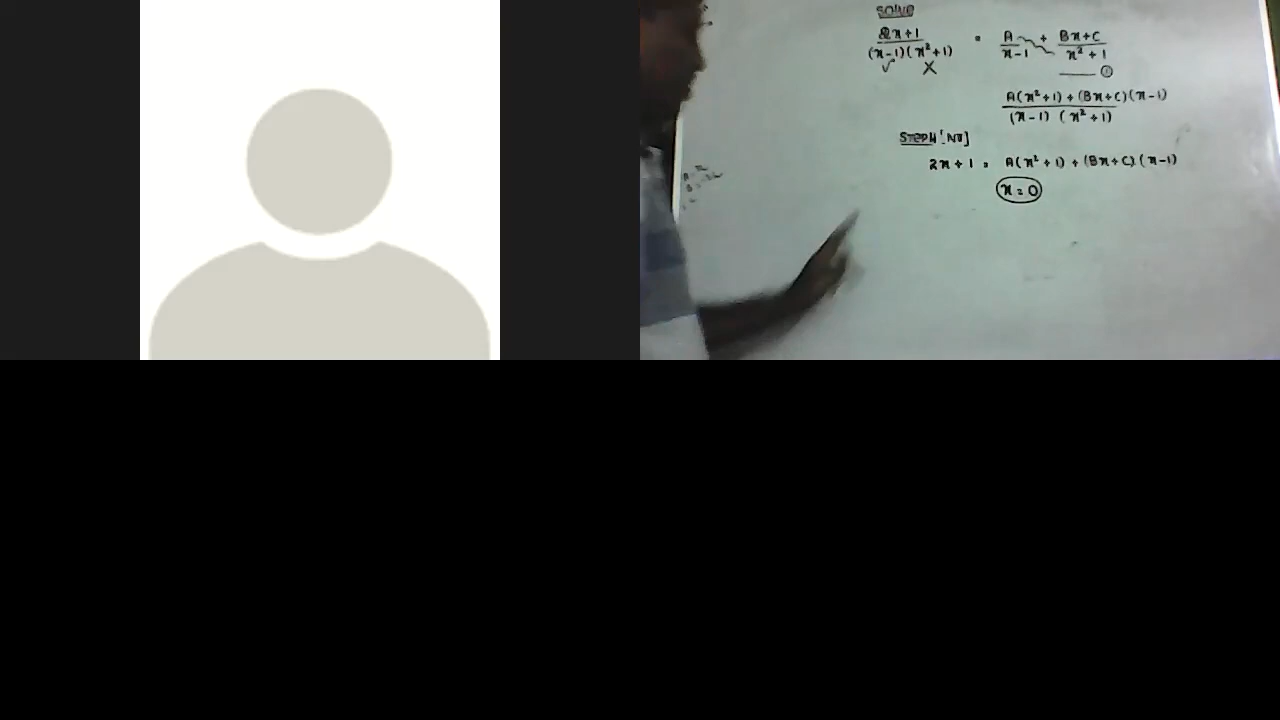 SOLVE
2x+1 / (x-1)(x²+1) = A / x-1 + Bx+C / x²+1
✓ X
—— ①
A(x²+1) + (Bx+C)(x-1) / (x-1) (x²+1)
2x+1 = A(x²+1) + (Bx+C)(x-1)
x=0